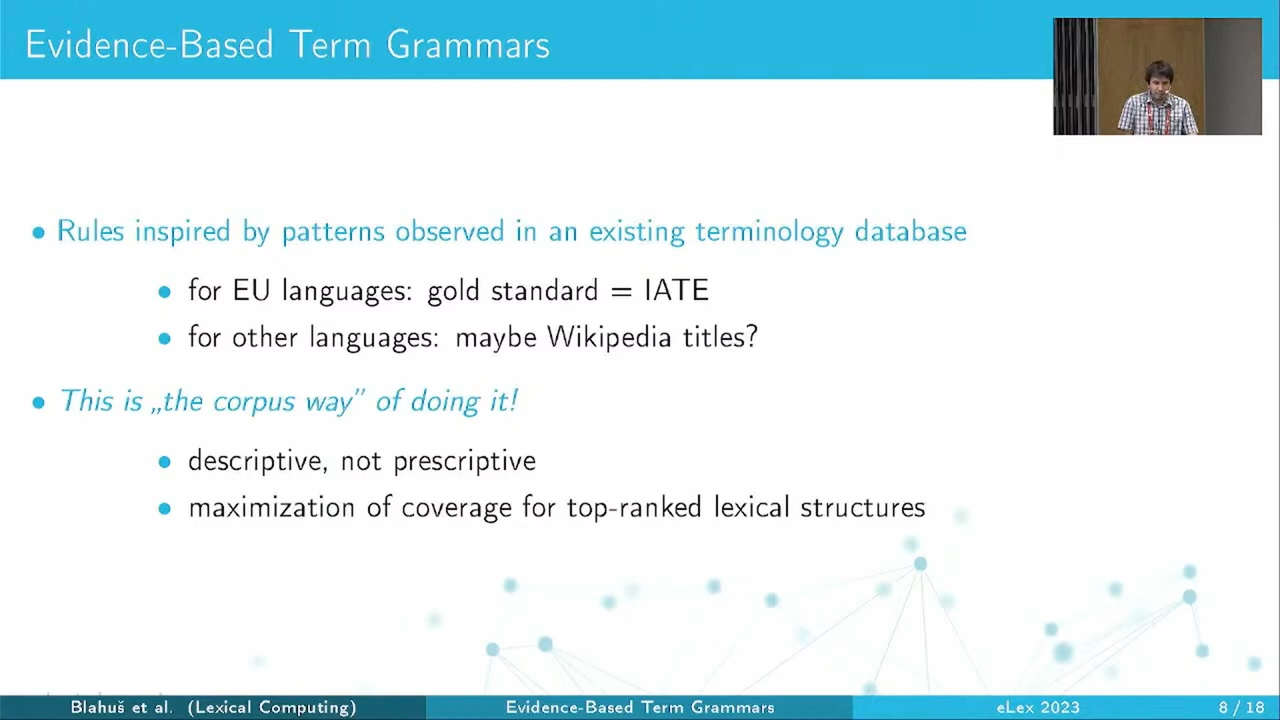 Evidence-Based Term Grammars
• Rules inspired by patterns observed in an existing terminology database
• for EU languages: gold standard = IATE
• for other languages: maybe Wikipedia titles?
• This is „the corpus way” of doing it!
• descriptive, not prescriptive
• maximization of coverage for top-ranked lexical structures
Blahuš et al. (Lexical Computing) Evidence-Based Term Grammars eLex 2023 8 / 18